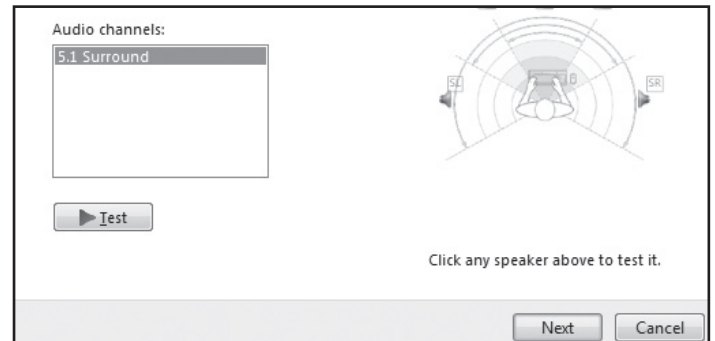 Audio channels:
5.1 Surround
SL
SR
Test
Click any speaker above to test it.
Next
Cancel